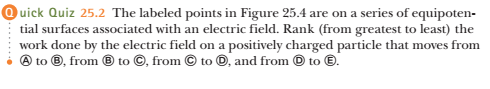 Quick Quiz 25.2 The labeled points in Figure 25.4 are on a series of equipoten-
tial surfaces associated with an electric field. Rank (from greatest to least) the
work done by the electric field on a positively charged particle that moves from
Ⓐ to Ⓑ, from Ⓑ to Ⓒ, from Ⓒ to Ⓓ, and from Ⓓ to Ⓔ.